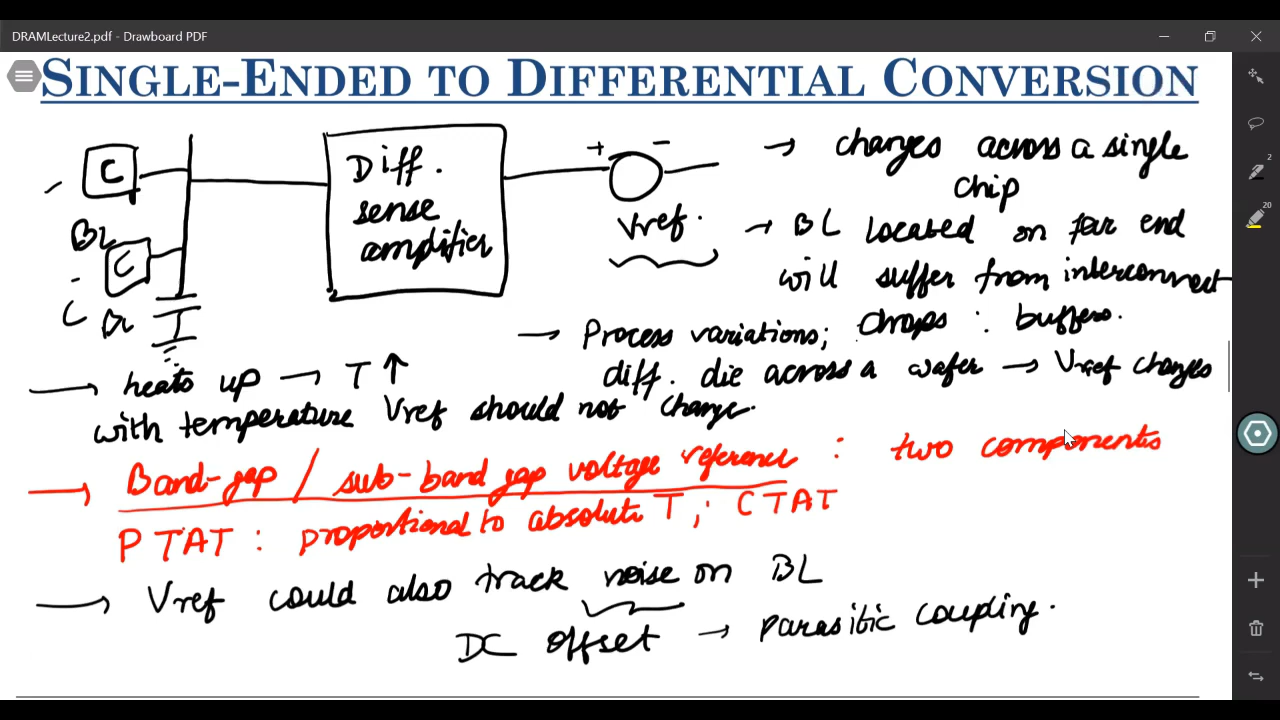 DRAMLecture2.pdf - Drawboard PDF
SINGLE-ENDED TO DIFFERENTIAL CONVERSION
C
BL
C
BL
C
Diff.
sense
amplifier
+ -
Vref.
→ changes across a single
chip
→ BL located on far end
will suffer from interconnect
drops : buffers.
→ Process variations;
diff. die across a wafer → Vref changes
→ heats up → T ↑
with temperature Vref should not change.
→ Band-gap / sub-band gap voltage reference : two components
PTAT : proportional to absolute T ; CTAT
→ Vref could also track noise on BL
DC offset → parasitic coupling.
2
20